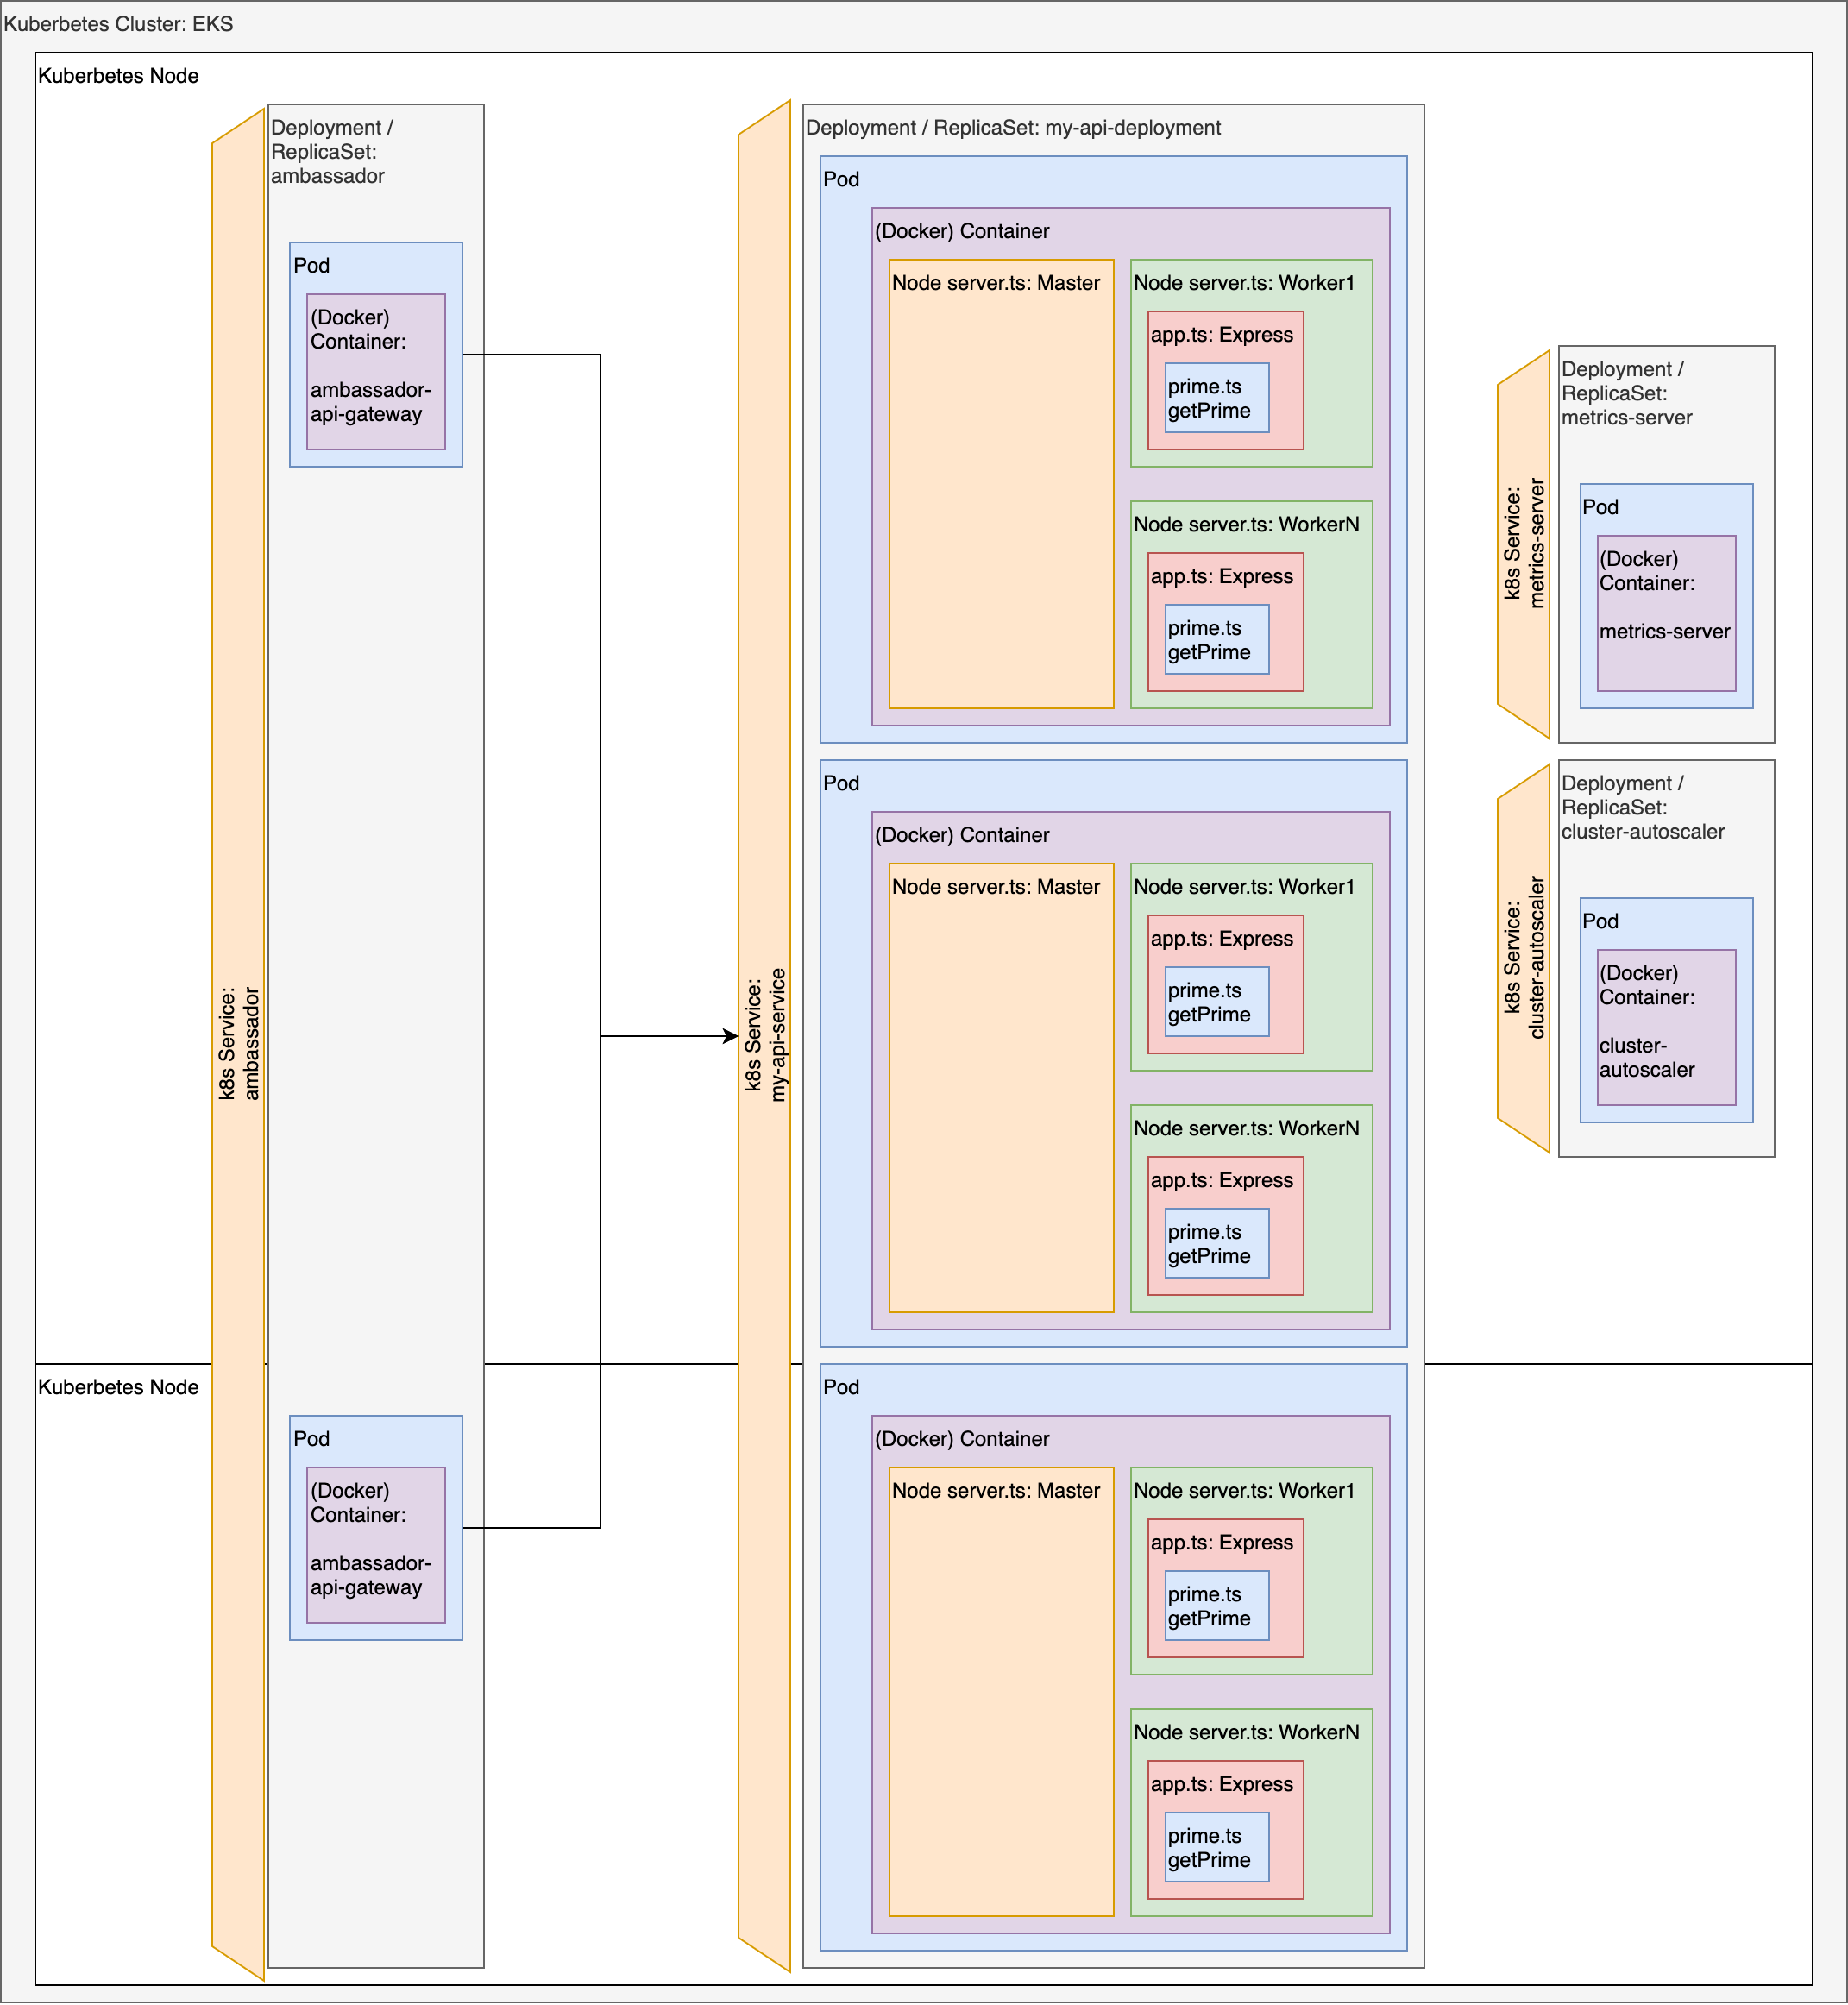 Kuberbetes Cluster: EKS
Kuberbetes Node
k8s Service:
ambassador
Deployment /
ReplicaSet:
ambassador
Pod
(Docker)
Container:
ambassador-
api-gateway
k8s Service:
my-api-service
Deployment / ReplicaSet: my-api-deployment
Pod
(Docker) Container
Node server.ts: Master
Node server.ts: Worker1
app.ts: Express
prime.ts
getPrime
Node server.ts: WorkerN
app.ts: Express
prime.ts
getPrime
Pod
(Docker) Container
Node server.ts: Master
Node server.ts: Worker1
app.ts: Express
prime.ts
getPrime
Node server.ts: WorkerN
app.ts: Express
prime.ts
getPrime
k8s Service:
metrics-server
Deployment /
ReplicaSet:
metrics-server
Pod
(Docker)
Container:
metrics-server
k8s Service:
cluster-autoscaler
Deployment /
ReplicaSet:
cluster-autoscaler
Pod
(Docker)
Container:
cluster-
autoscaler
Kuberbetes Node
Pod
(Docker)
Container:
ambassador-
api-gateway
Pod
(Docker) Container
Node server.ts: Master
Node server.ts: Worker1
app.ts: Express
prime.ts
getPrime
Node server.ts: WorkerN
app.ts: Express
prime.ts
getPrime